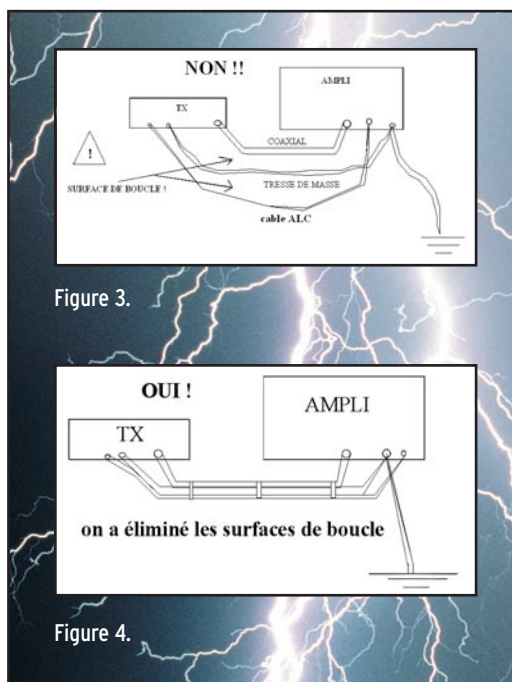 NON !!
AMPLI
TX
COAXIAL
!
SURFACE DE BOUCLE !
TRESSE DE MASSE
cable ALC
Figure 3.
OUI !
AMPLI
TX
on a éliminé les surfaces de boucle
Figure 4.